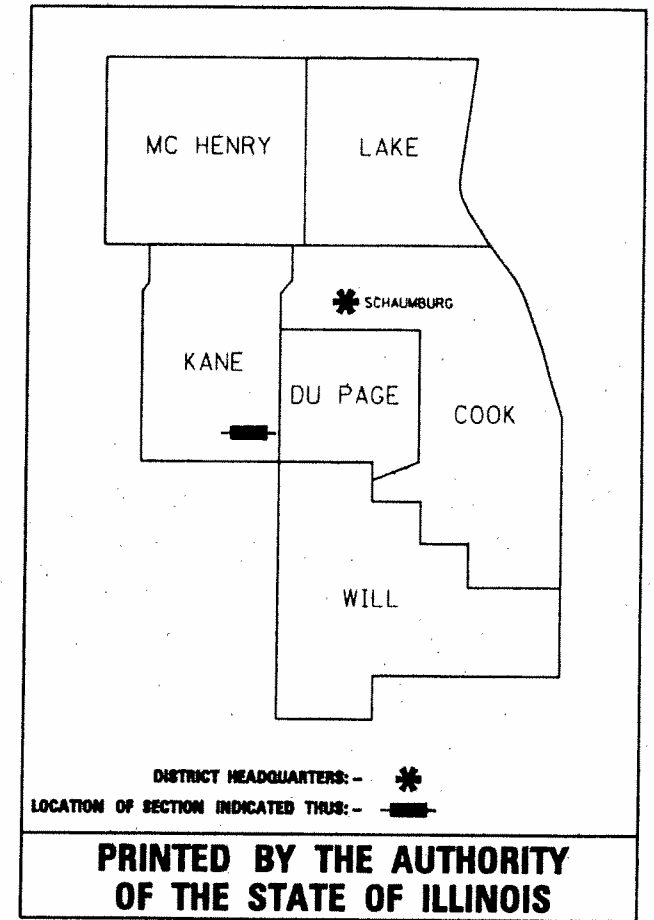 MC HENRY
LAKE
SCHAUMBURG
KANE
DU PAGE
COOK
WILL
DISTRICT HEADQUARTERS: -
LOCATION OF SECTION INDICATED THUS: -
PRINTED BY THE AUTHORITY
OF THE STATE OF ILLINOIS